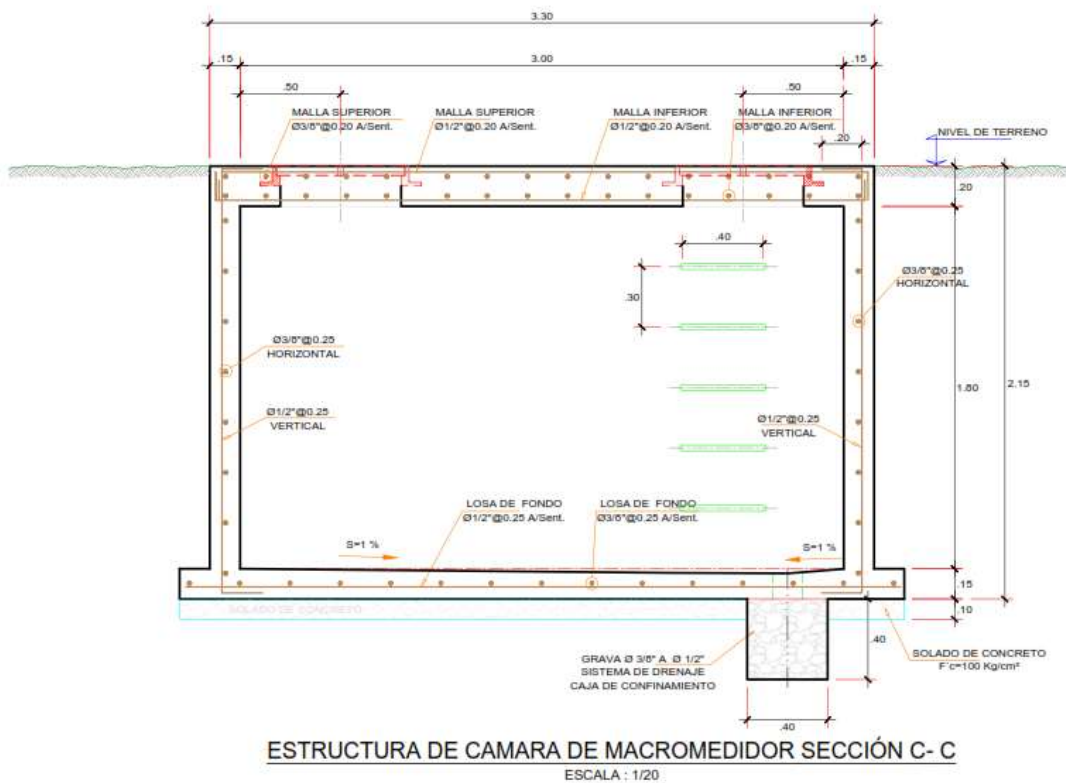 3.30
.15
3.00
.15
.50
.50
MALLA SUPERIOR
Ø3/8"@0.20 A/Sent.
MALLA SUPERIOR
Ø1/2"@0.20 A/Sent.
MALLA INFERIOR
Ø1/2"@0.20 A/Sent.
MALLA INFERIOR
Ø3/8"@0.20 A/Sent.
.20
NIVEL DE TERRENO
.20
.40
.30
Ø3/8"@0.25
HORIZONTAL
Ø3/8"@0.25
HORIZONTAL
1.80
2.15
Ø1/2"@0.25
VERTICAL
Ø1/2"@0.25
VERTICAL
LOSA DE FONDO
Ø1/2"@0.25 A/Sent.
LOSA DE FONDO
Ø3/8"@0.25 A/Sent.
S=1 %
S=1 %
.15
.10
SOLADO DE CONCRETO
.40
GRAVA Ø 3/8" A Ø 1/2"
SISTEMA DE DRENAJE
CAJA DE CONFINAMIENTO
SOLADO DE CONCRETO
F´c=100 Kg/cm²
.40
ESTRUCTURA DE CAMARA DE MACROMEDIDOR SECCIÓN C- C
ESCALA : 1/20